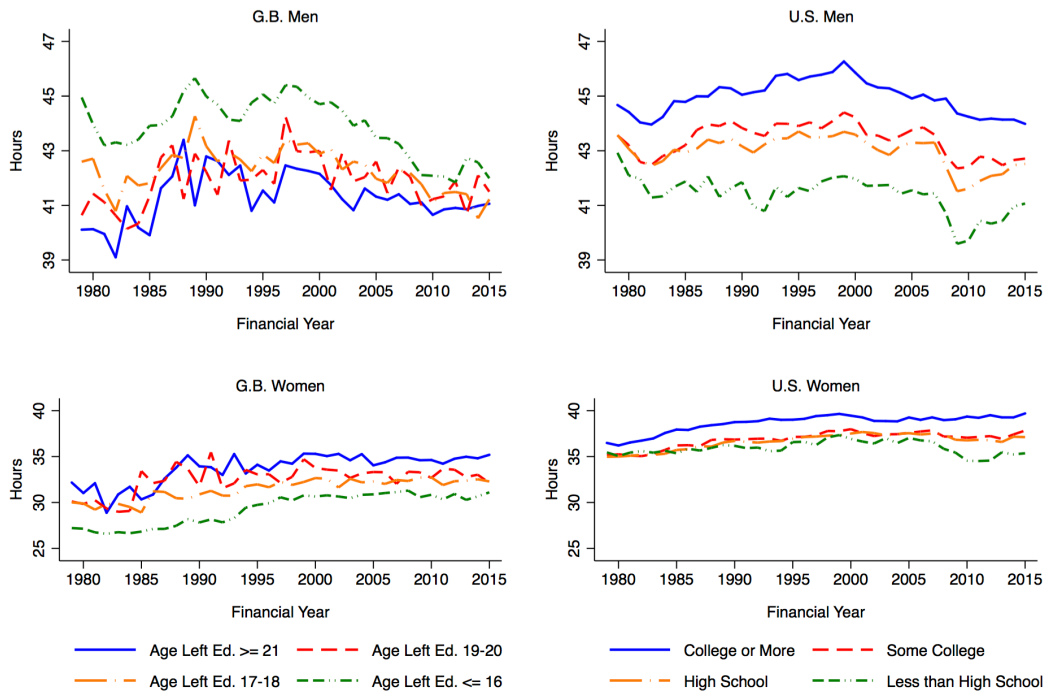 G.B. Men
Hours
47
45
43
41
39
1980 1985 1990 1995 2000 2005 2010 2015
Financial Year
U.S. Men
Hours
47
45
43
41
39
1980 1985 1990 1995 2000 2005 2010 2015
Financial Year
G.B. Women
Hours
40
35
30
25
1980 1985 1990 1995 2000 2005 2010 2015
Financial Year
U.S. Women
Hours
40
35
30
25
1980 1985 1990 1995 2000 2005 2010 2015
Financial Year
Age Left Ed. >= 21 Age Left Ed. 19-20
Age Left Ed. 17-18 Age Left Ed. <= 16
College or More Some College
High School Less than High School